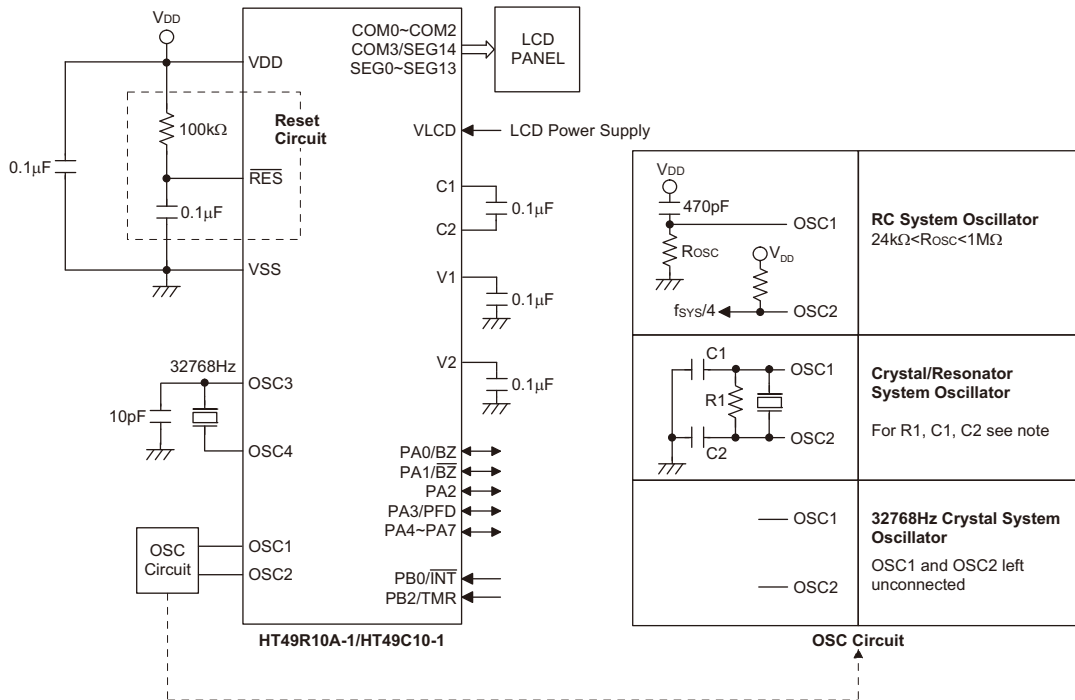 VDD
VDD
100kΩ
Reset
Circuit
0.1µF
RES
0.1µF
VSS
32768Hz
OSC3
10pF
OSC4
OSC
Circuit
OSC1
OSC2
COM0~COM2
COM3/SEG14
SEG0~SEG13
LCD
PANEL
VLCD
LCD Power Supply
C1
0.1µF
C2
V1
0.1µF
V2
0.1µF
PA0/BZ
PA1/BZ
PA2
PA3/PFD
PA4~PA7
PB0/INT
PB2/TMR
HT49R10A-1/HT49C10-1
VDD
470pF
OSC1
ROSC
VDD
fSYS/4
OSC2
RC System Oscillator
24kΩ<ROSC<1MΩ
C1
OSC1
R1
OSC2
C2
Crystal/Resonator
System Oscillator
For R1, C1, C2 see note
OSC1
OSC2
32768Hz Crystal System
Oscillator
OSC1 and OSC2 left
unconnected
OSC Circuit